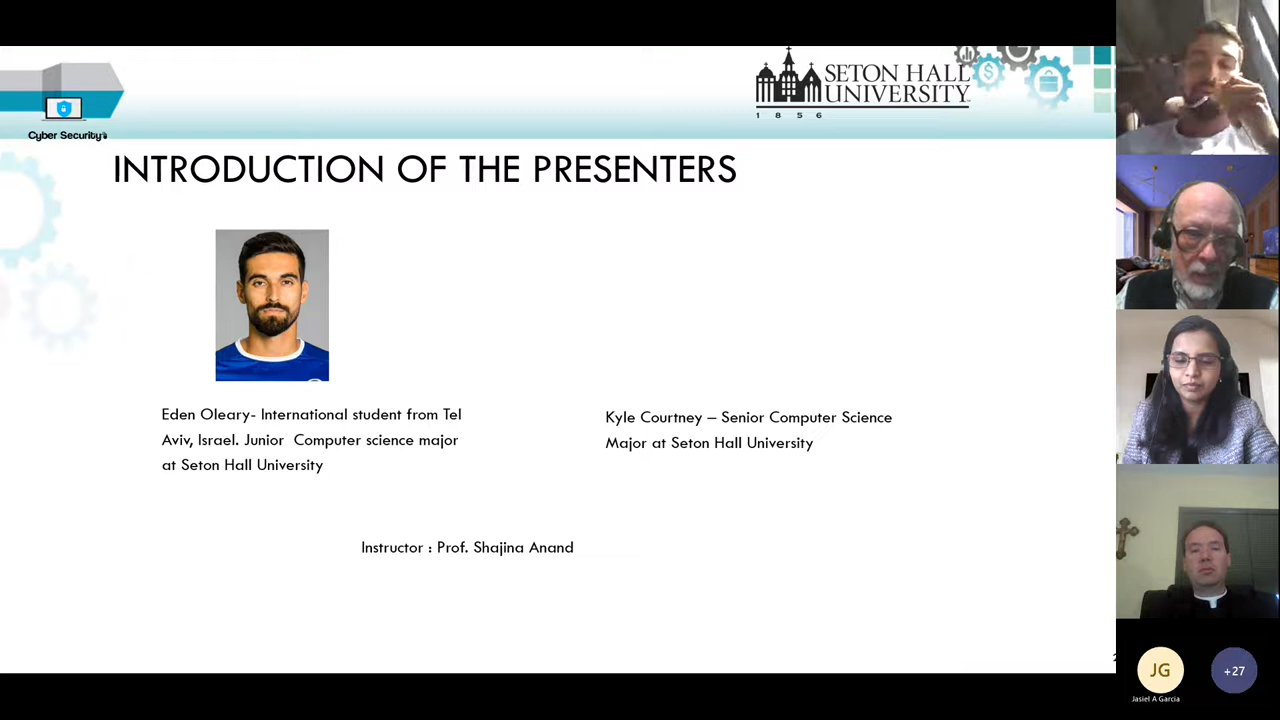 SETON HALL
UNIVERSITY
1 8 5 6
Cyber Security
INTRODUCTION OF THE PRESENTERS
Eden Oleary- International student from Tel
Aviv, Israel. Junior Computer science major
at Seton Hall University
Kyle Courtney – Senior Computer Science
Major at Seton Hall University
Instructor : Prof. Shajina Anand
JG
Jasiel A Garcia
+27